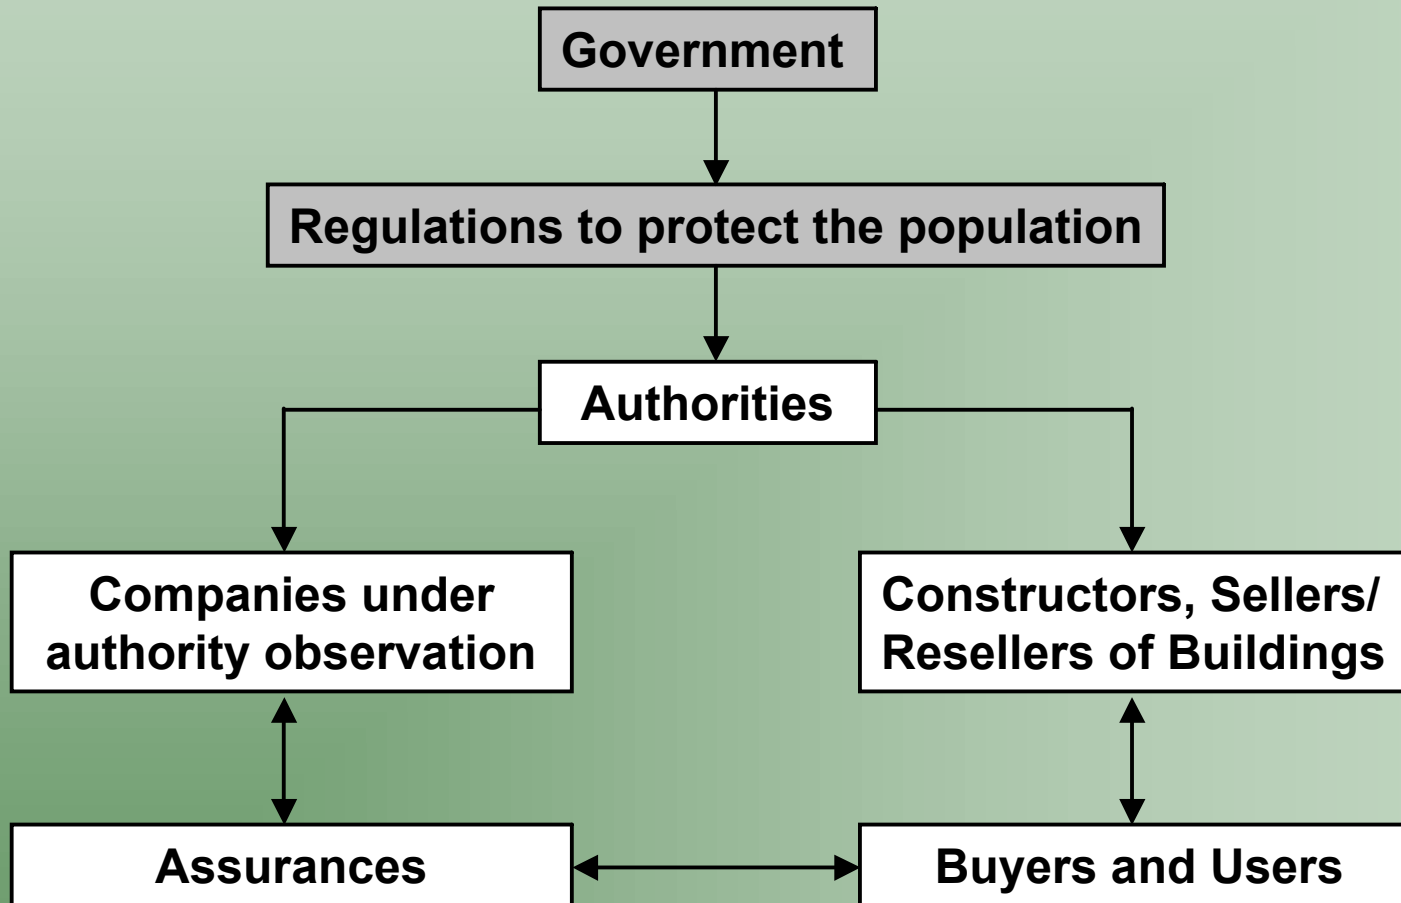 Government
Regulations to protect the population
Authorities
Companies under
authority observation
Constructors, Sellers/
Resellers of Buildings
Assurances
Buyers and Users